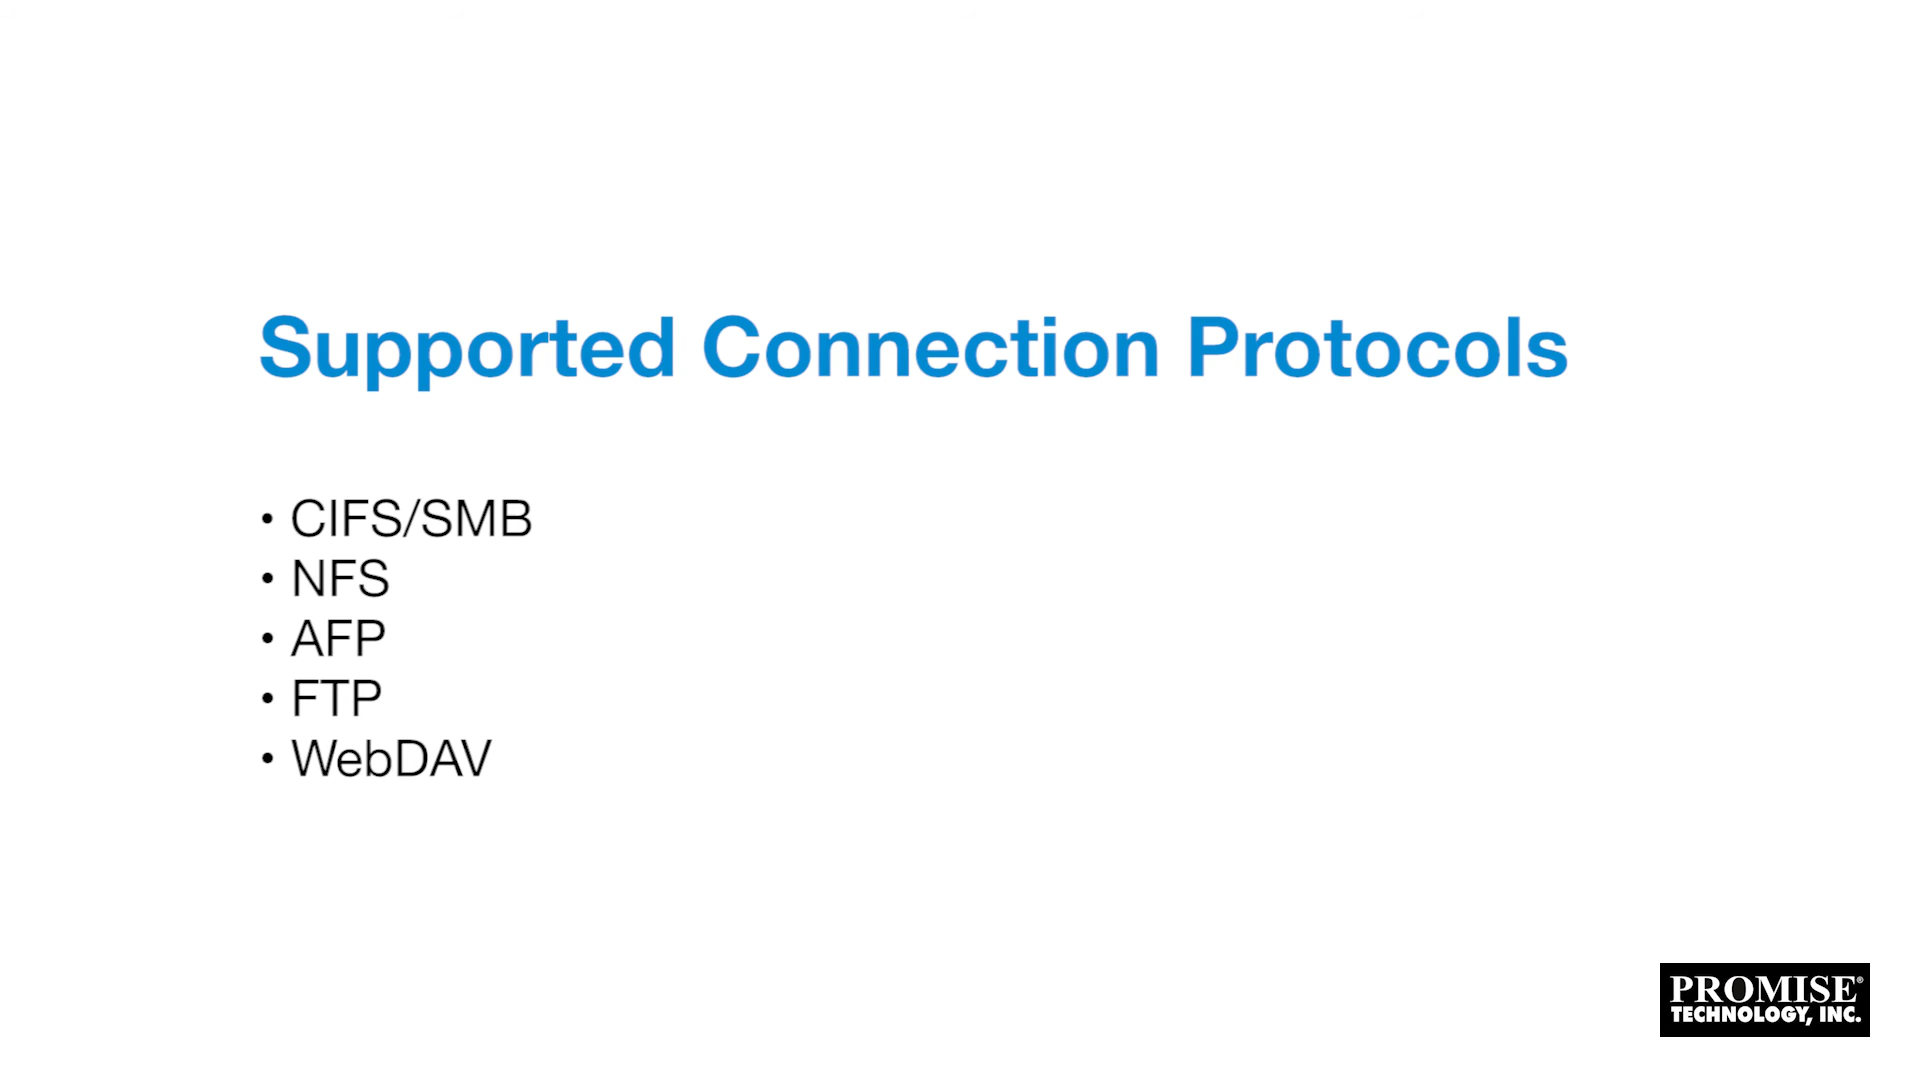 Supported Connection Protocols
• CIFS/SMB
• NFS
• AFP
• FTP
• WebDAV
PROMISE®
TECHNOLOGY, INC.